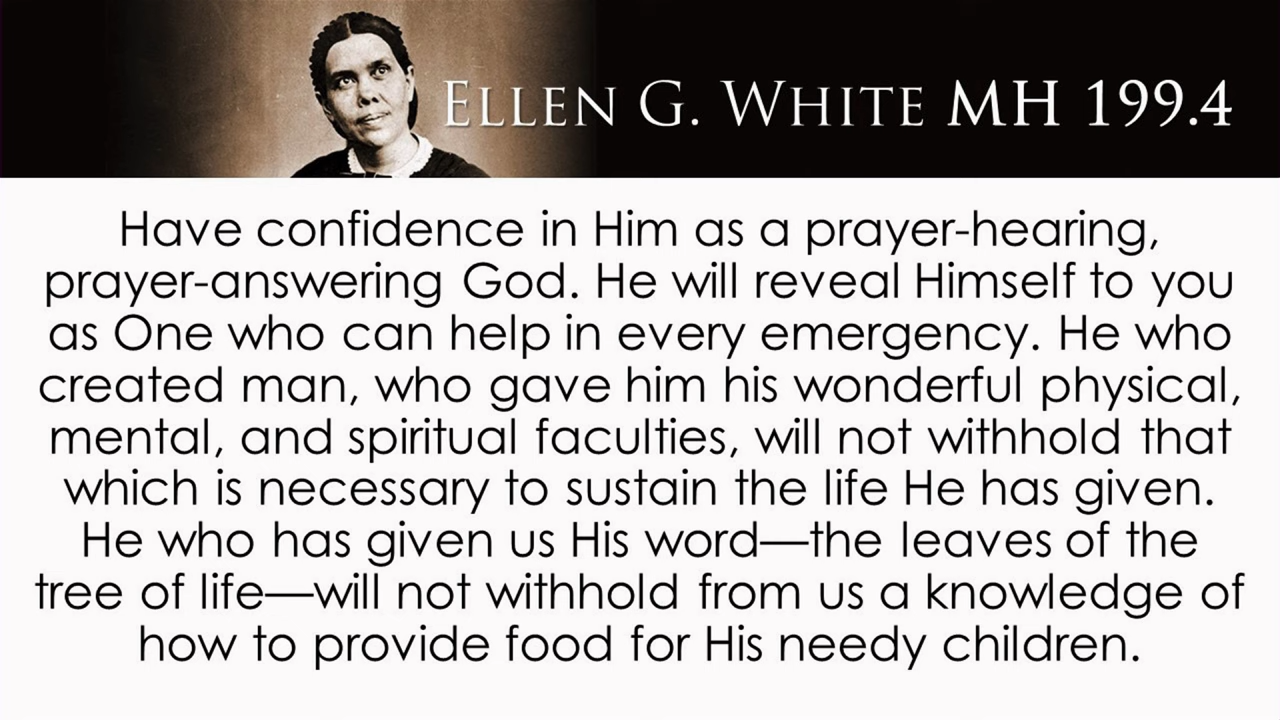 ELLEN G. WHITE MH 199.4
Have confidence in Him as a prayer-hearing,
prayer-answering God. He will reveal Himself to you
as One who can help in every emergency. He who
created man, who gave him his wonderful physical,
mental, and spiritual faculties, will not withhold that
which is necessary to sustain the life He has given.
He who has given us His word—the leaves of the
tree of life—will not withhold from us a knowledge of
how to provide food for His needy children.